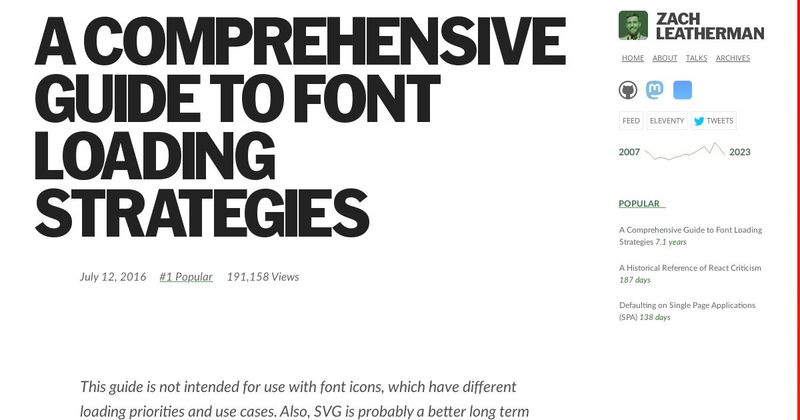 A COMPREHENSIVE
GUIDE TO FONT
LOADING
STRATEGIES
July 12, 2016 #1 Popular 191,158 Views
This guide is not intended for use with font icons, which have different
loading priorities and use cases. Also, SVG is probably a better long term
ZACH
LEATHERMAN
HOME ABOUT TALKS ARCHIVES
FEED ELEVENTY TWEETS
2007 2023
POPULAR
A Comprehensive Guide to Font Loading
Strategies 7.1 years
A Historical Reference of React Criticism
187 days
Defaulting on Single Page Applications
(SPA) 138 days